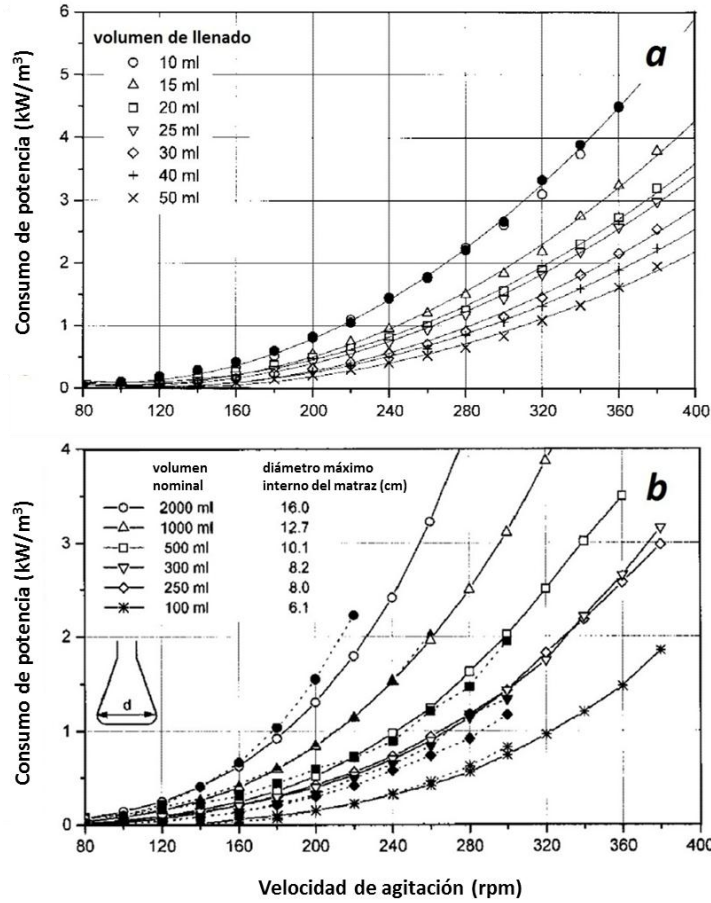 a
volumen de llenado
10 ml
15 ml
20 ml
25 ml
30 ml
40 ml
50 ml
Consumo de potencia (kW/m³)
6
5
4
3
2
1
0
80 120 160 200 240 280 320 360 400
b
volumen nominal diámetro máximo interno del matraz (cm)
2000 ml 16.0
1000 ml 12.7
500 ml 10.1
300 ml 8.2
250 ml 8.0
100 ml 6.1
d
Consumo de potencia (kW/m³)
4
3
2
1
0
80 120 160 200 240 280 320 360 400
Velocidad de agitación (rpm)